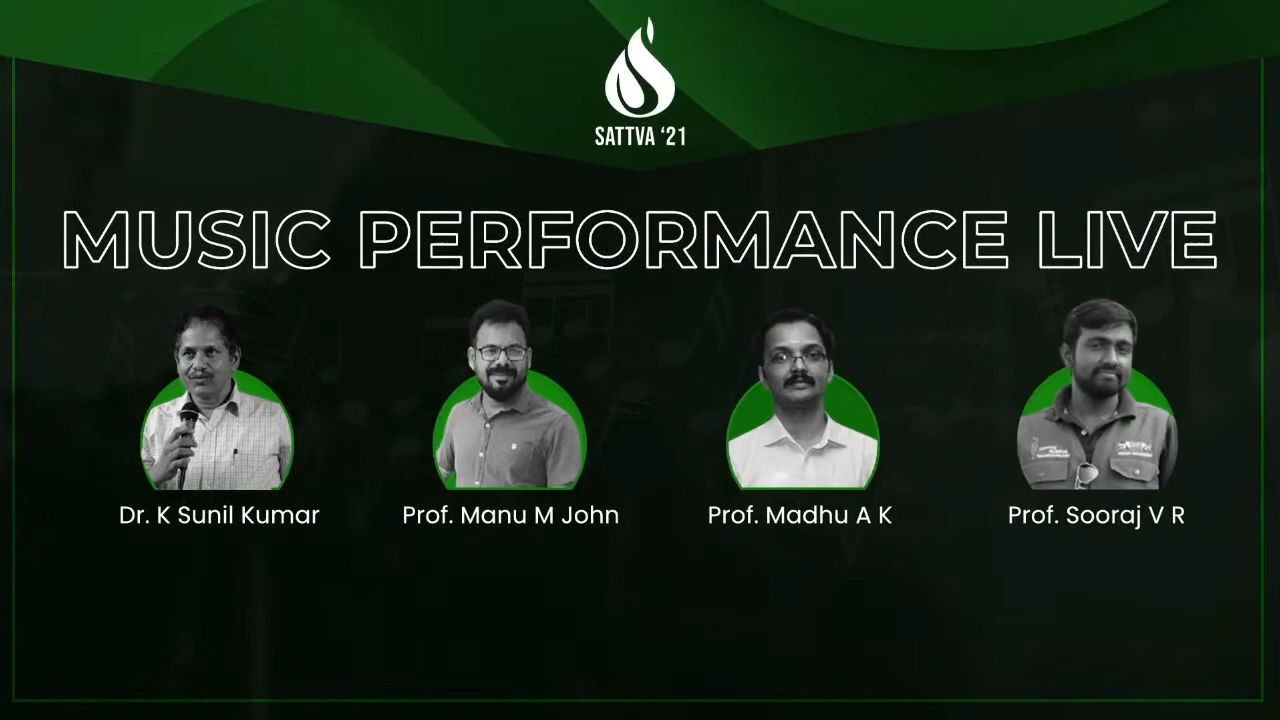 SATTVA ‘21
MUSIC PERFORMANCE LIVE
Dr. K Sunil Kumar
Prof. Manu M John
Prof. Madhu A K
Prof. Sooraj V R